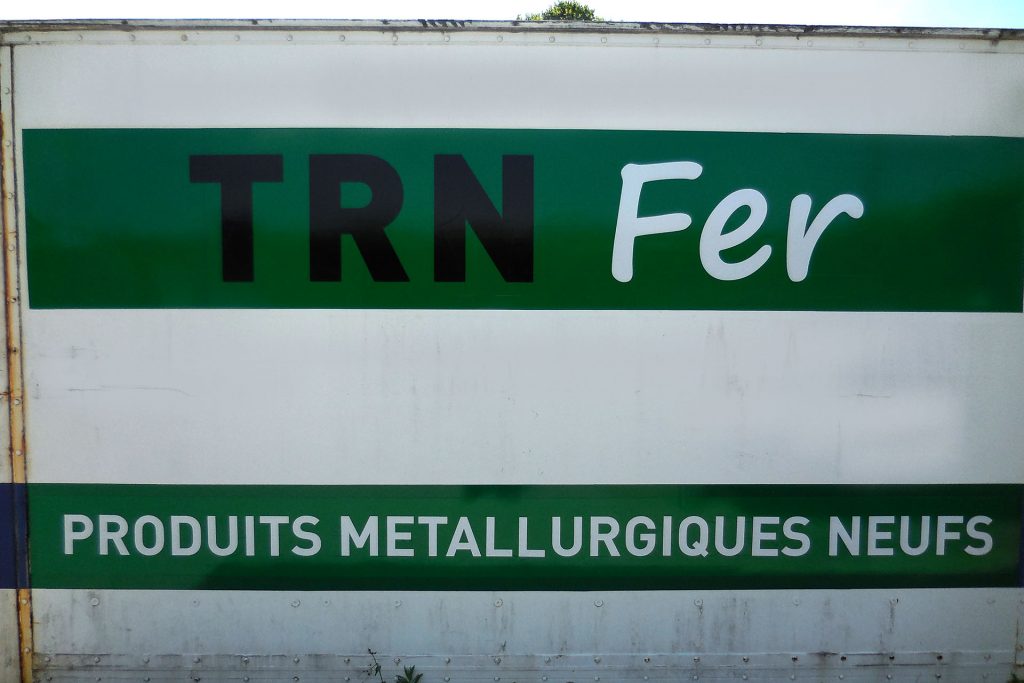 TRN Fer
PRODUITS METALLURGIQUES NEUFS